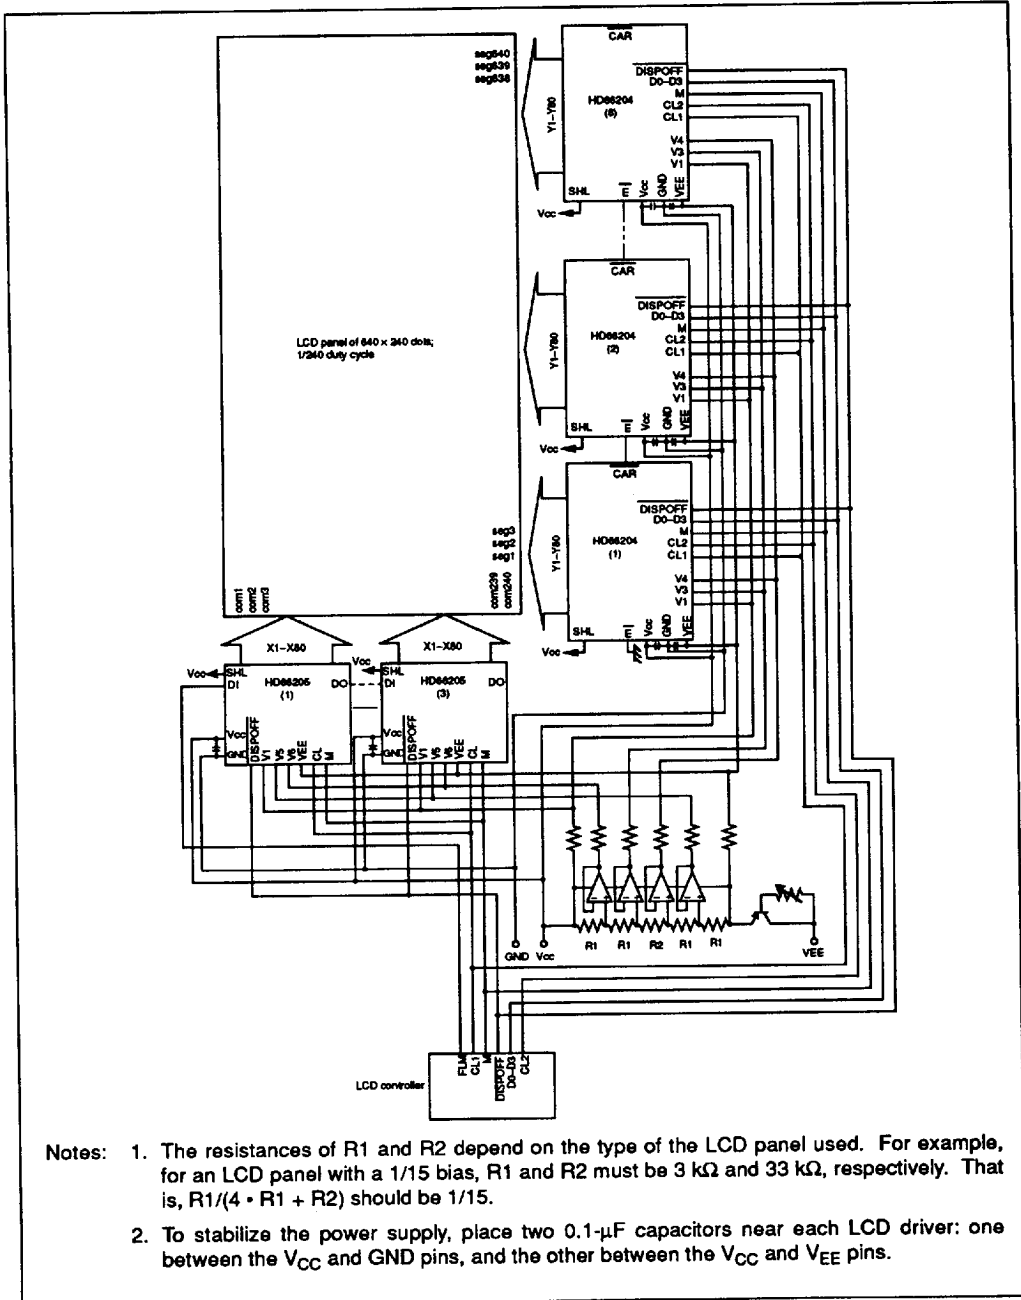 CAR
seg640
seg639
seg638
DISPOFF
D0–D3
M
CL2
CL1
HD66204
Y1–Y80
V4
V3
V1
SHL
E
Vcc
GND
VEE
Vcc
CAR
DISPOFF
D0–D3
M
CL2
CL1
HD66204
(2)
Y1–Y80
V4
V3
V1
LCD panel of 640 × 240 dots;
1/240 duty cycle
SHL
E
Vcc
GND
VEE
Vcc
CAR
DISPOFF
D0–D3
M
CL2
CL1
HD66204
(1)
Y1–Y80
seg3
seg2
seg1
V4
V3
V1
com1
com2
com3
com239
com240
SHL
E
Vcc
GND
VEE
Vcc
X1–X80
X1–X80
Vcc
SHL
DI
HD66205
(1)
DO
Vcc
SHL
DI
HD66205
(3)
DO
Vcc
GND
DISPOFF
V1
V5
V6
VEE
CL
M
Vcc
GND
DISPOFF
V1
V5
V6
VEE
CL
M
R1
R1
R2
R1
R1
GND
Vcc
VEE
LCD controller
FLM
CL1
M
DISPOFF
D0–D3
CL2
Notes: 1. The resistances of R1 and R2 depend on the type of the LCD panel used. For example,
for an LCD panel with a 1/15 bias, R1 and R2 must be 3 kΩ and 33 kΩ, respectively. That
is, R1/(4 • R1 + R2) should be 1/15.
2. To stabilize the power supply, place two 0.1-µF capacitors near each LCD driver: one
between the VCC and GND pins, and the other between the VCC and VEE pins.